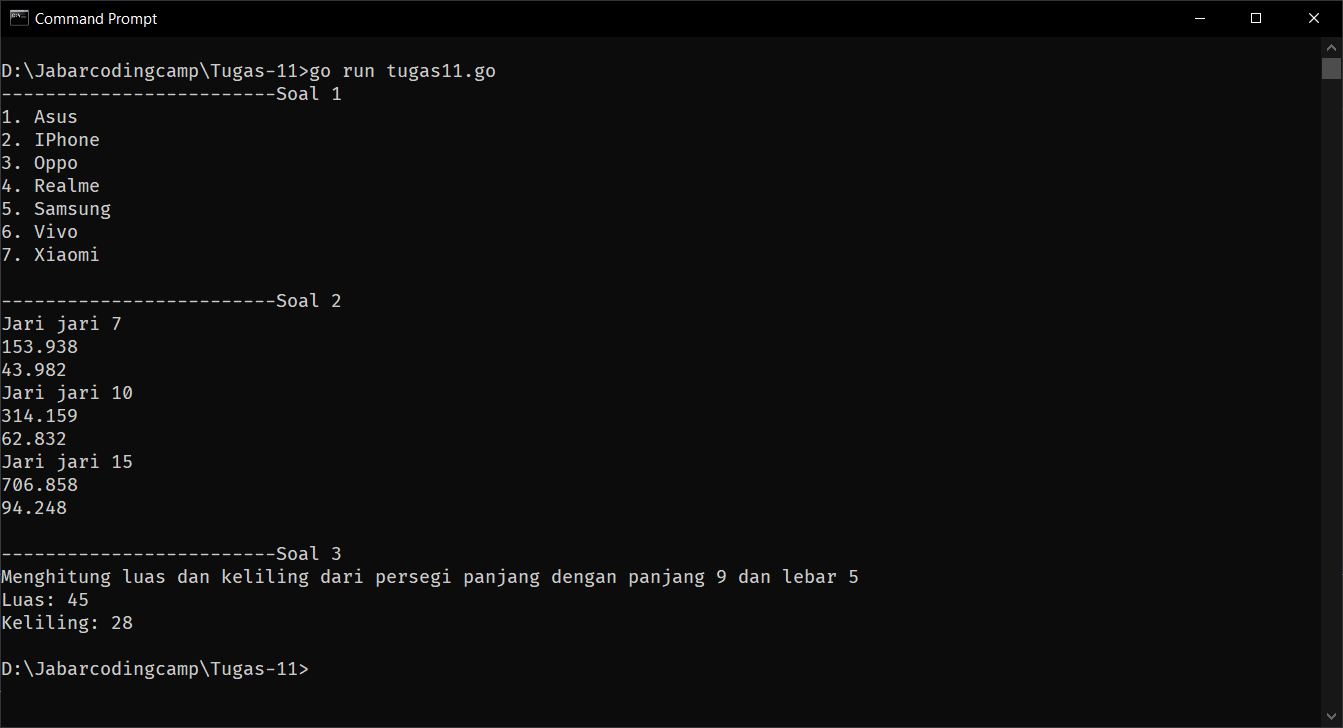 Command Prompt
D:\Jabarcodingcamp\Tugas-11>go run tugas11.go
-------------------------Soal 1
1. Asus
2. IPhone
3. Oppo
4. Realme
5. Samsung
6. Vivo
7. Xiaomi
-------------------------Soal 2
Jari jari 7
153.938
43.982
Jari jari 10
314.159
62.832
Jari jari 15
706.858
94.248
-------------------------Soal 3
Menghitung luas dan keliling dari persegi panjang dengan panjang 9 dan lebar 5
Luas: 45
Keliling: 28
D:\Jabarcodingcamp\Tugas-11>